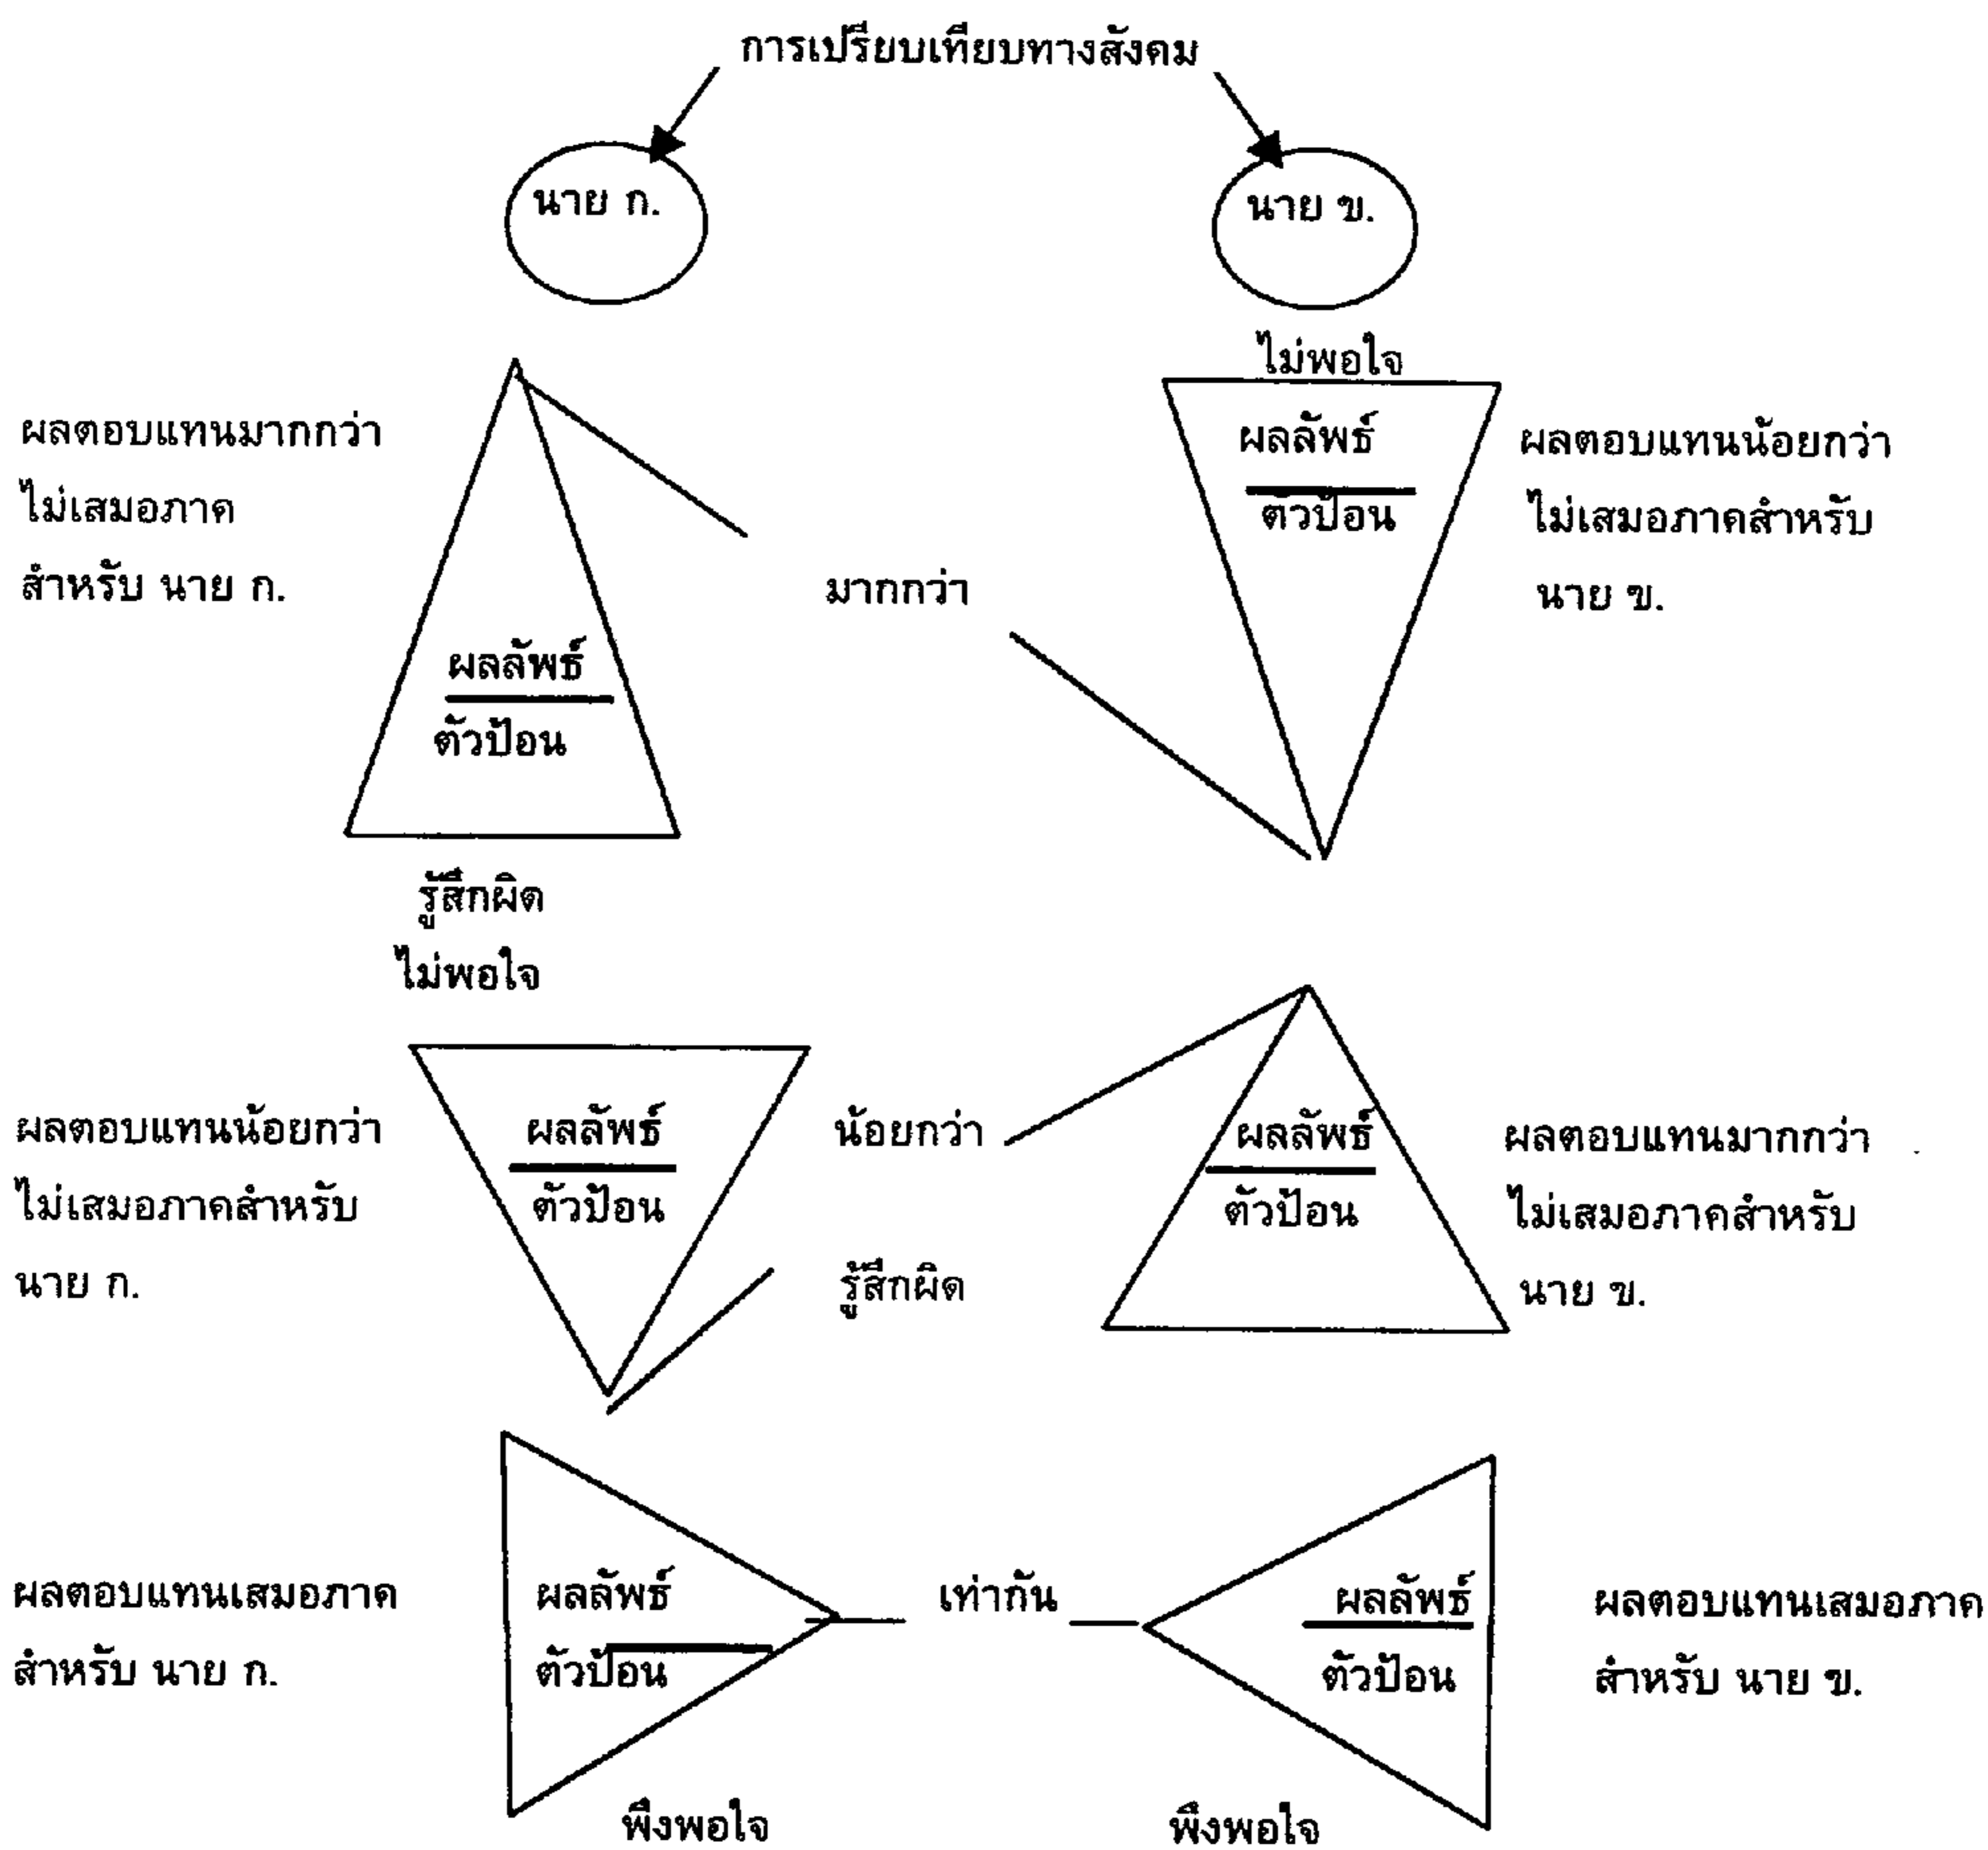 การเปรียบเทียบทางสังคม
นาย ก.
นาย ข.
ไม่พอใจ
ผลตอบแทนมากกว่า
ไม่เสมอภาค
สำหรับ นาย ก.
ผลลัพธ์
ตัวป้อน
รู้สึกผิด
มากกว่า
ผลลัพธ์
ตัวป้อน
ผลตอบแทนน้อยกว่า
ไม่เสมอภาคสำหรับ
นาย ข.
ไม่พอใจ
ผลตอบแทนน้อยกว่า
ไม่เสมอภาคสำหรับ
นาย ก.
ผลลัพธ์
ตัวป้อน
น้อยกว่า
รู้สึกผิด
ผลลัพธ์
ตัวป้อน
ผลตอบแทนมากกว่า
ไม่เสมอภาคสำหรับ
นาย ข.
ผลตอบแทนเสมอภาค
สำหรับ นาย ก.
ผลลัพธ์
ตัวป้อน
เท่ากัน
ผลลัพธ์
ตัวป้อน
ผลตอบแทนเสมอภาค
สำหรับ นาย ข.
พึงพอใจ
พึงพอใจ